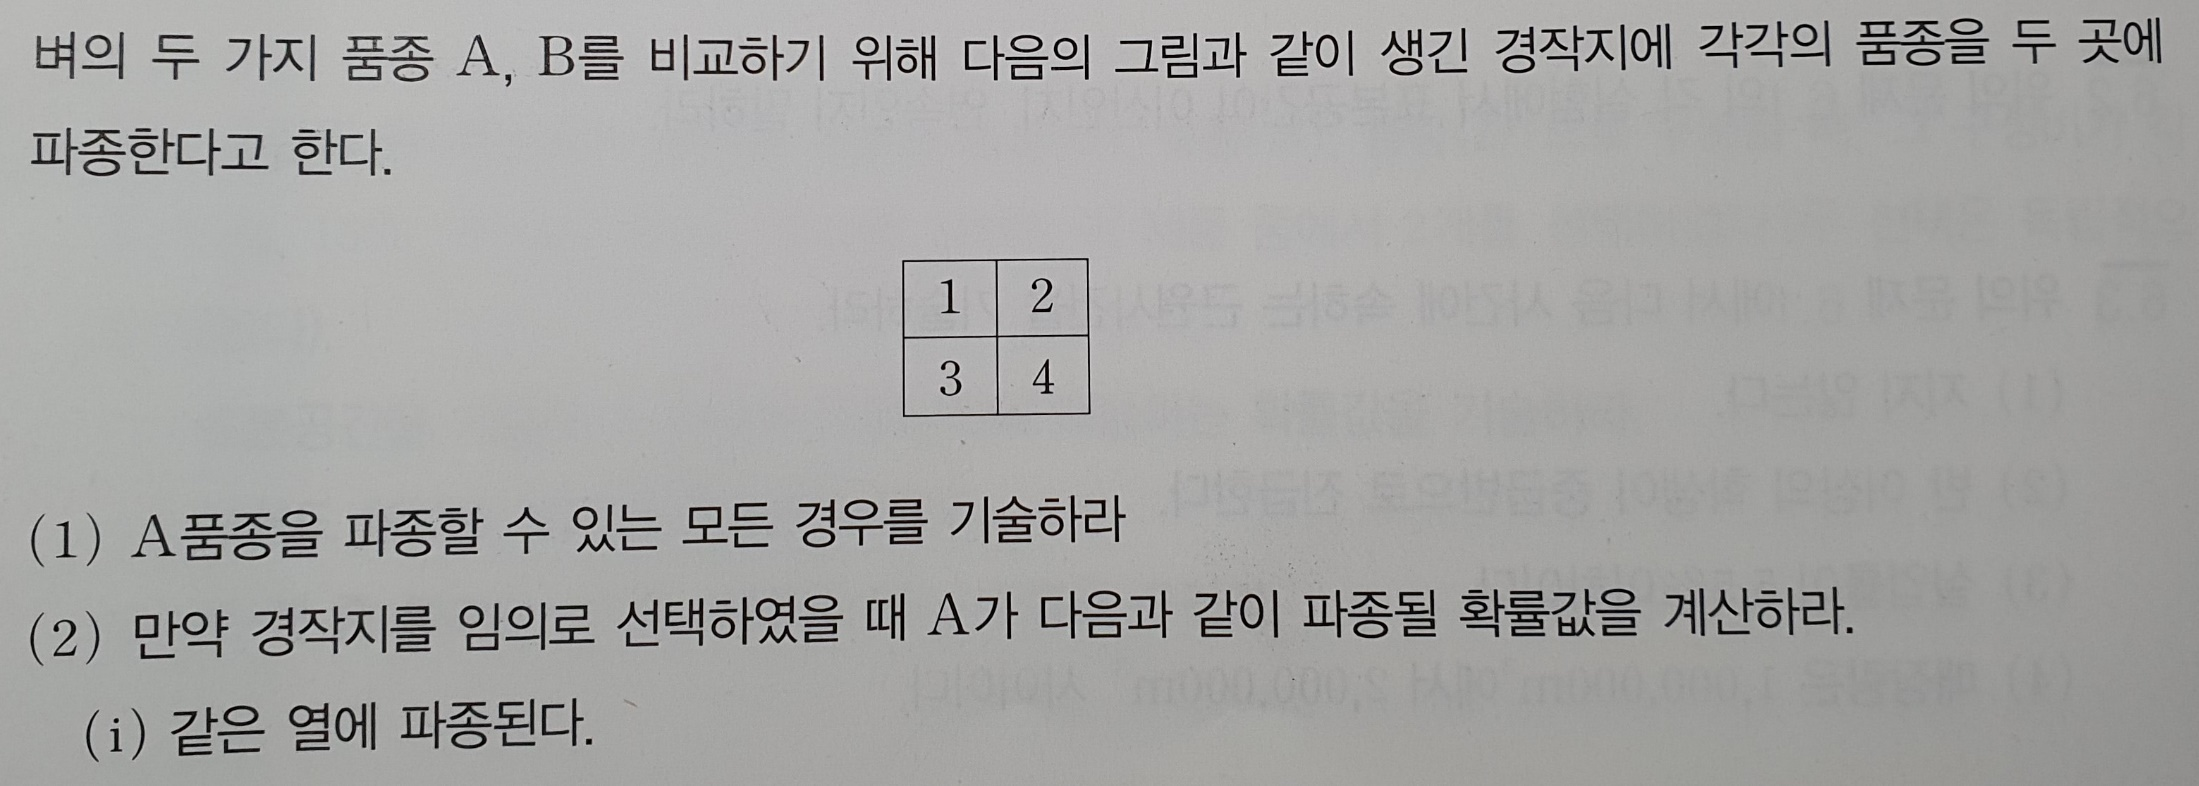 벼의 두 가지 품종 A, B를 비교하기 위해 다음의 그림과 같이 생긴 경작지에 각각의 품종을 두 곳에
파종한다고 한다.
1 2
3 4
(1) A품종을 파종할 수 있는 모든 경우를 기술하라
(2) 만약 경작지를 임의로 선택하였을 때 A가 다음과 같이 파종될 확률값을 계산하라.
(i) 같은 열에 파종된다.